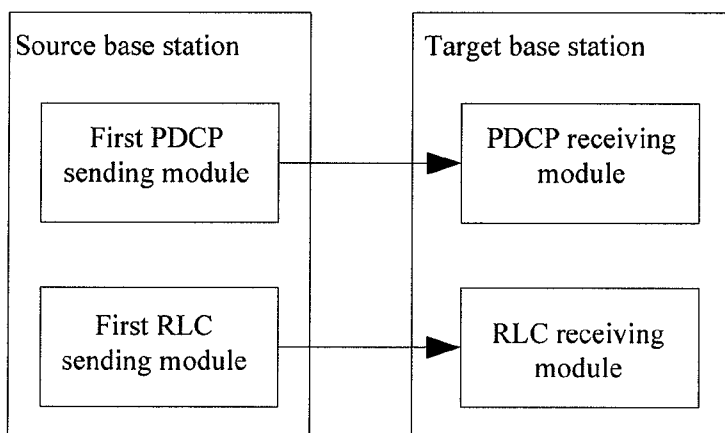 Source base station
Target base station
First PDCP
sending module
PDCP receiving
module
First RLC
sending module
RLC receiving
module